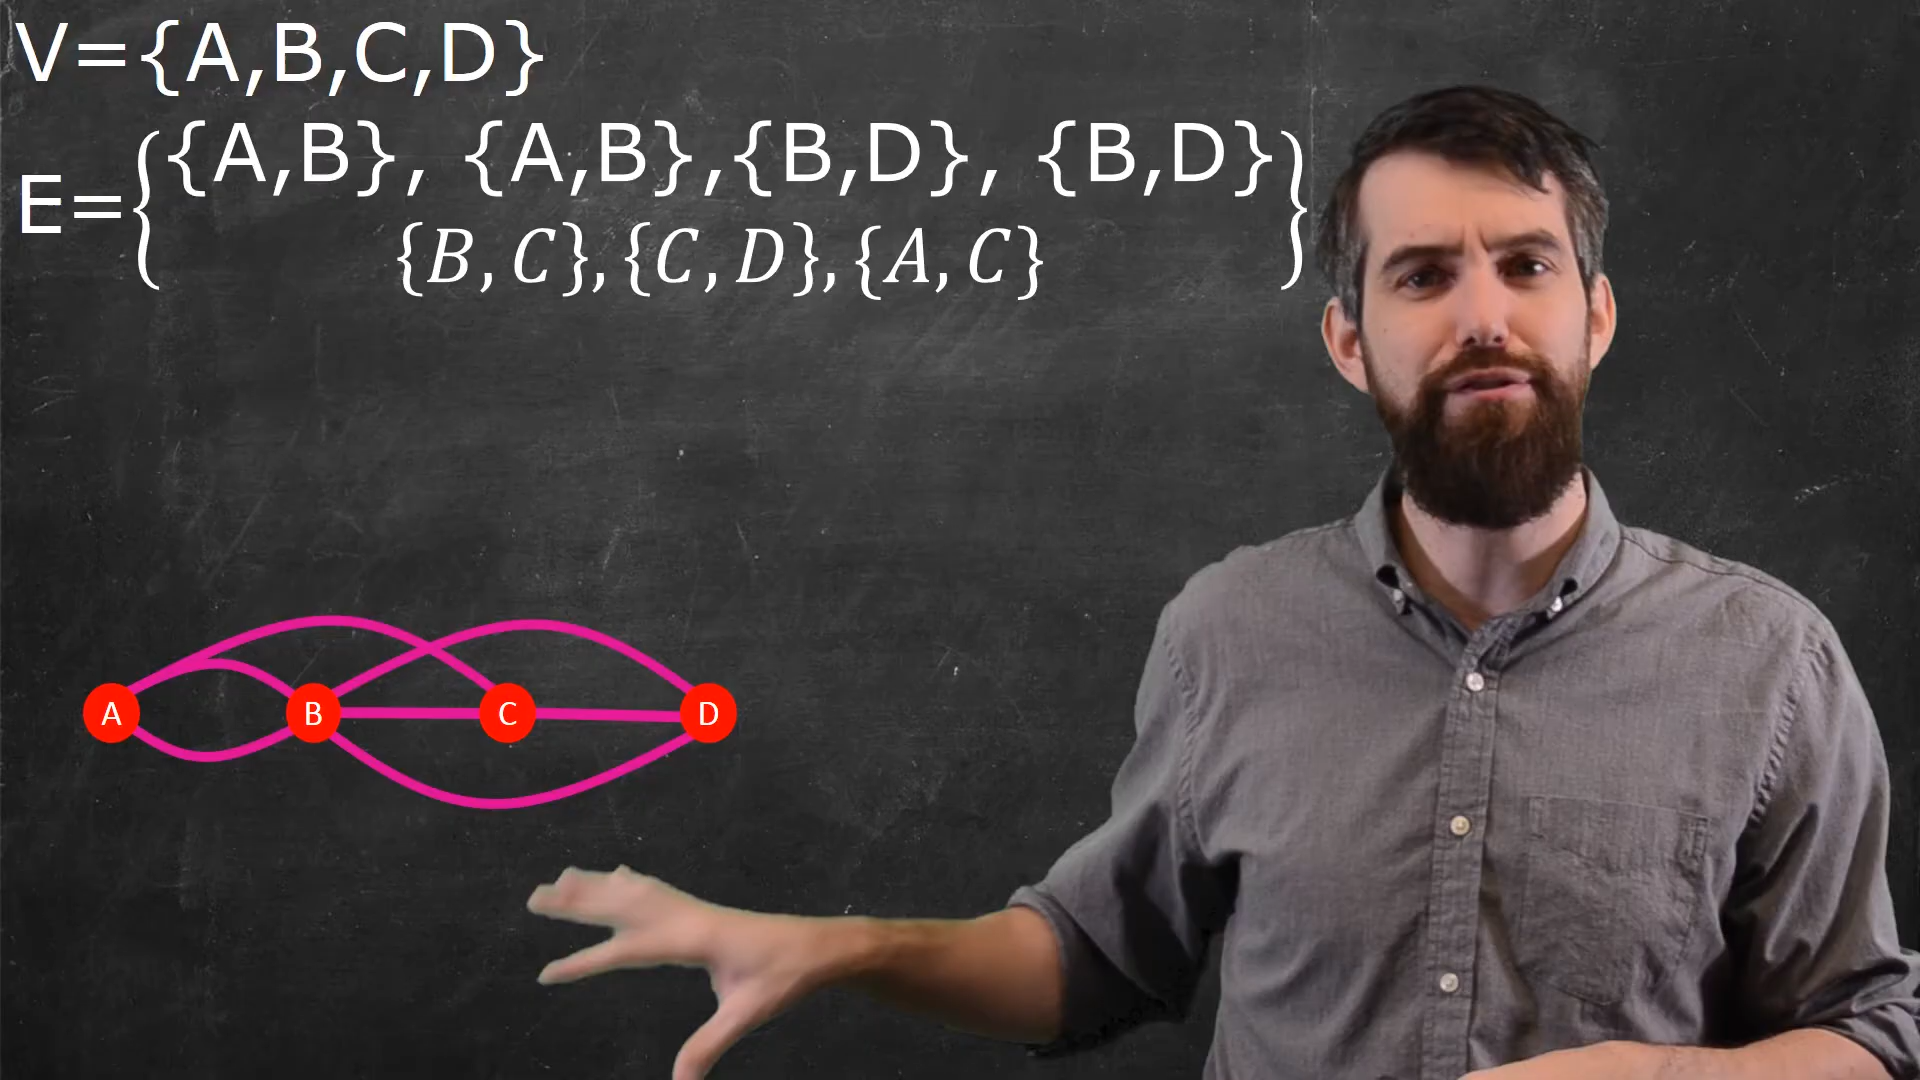 V={A,B,C,D}
E={{A,B}, {A,B},{B,D}, {B,D}
{B,C},{C,D},{A,C}}
A B C D